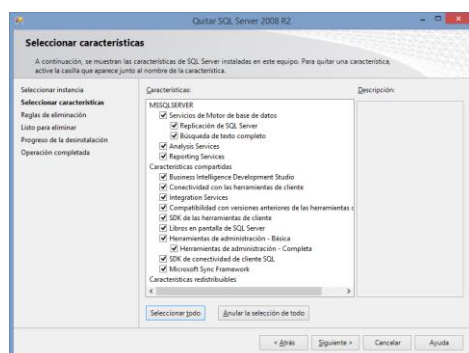 Quitar SQL Server 2008 R2
Seleccionar características
A continuación, se muestran las características de SQL Server instaladas en este equipo. Para quitar una característica,
active la casilla que aparece junto al nombre de la característica.
Seleccionar instancia
Seleccionar características
Reglas de eliminación
Listo para eliminar
Progreso de la desinstalación
Operación completada
Características:
Descripción:
MSSQLSERVER
Servicios de Motor de base de datos
Replicación de SQL Server
Búsqueda de texto completo
Analysis Services
Reporting Services
Características compartidas
Business Intelligence Development Studio
Conectividad con las herramientas de cliente
Integration Services
Compatibilidad con versiones anteriores de las herramientas c
SDK de las herramientas de cliente
Libros en pantalla de SQL Server
Herramientas de administración - Básica
Herramientas de administración - Completa
SDK de conectividad de cliente SQL
Microsoft Sync Framework
Características redistribuibles
Seleccionar todo
Anular la selección de todo
< Atrás
Siguiente >
Cancelar
Ayuda